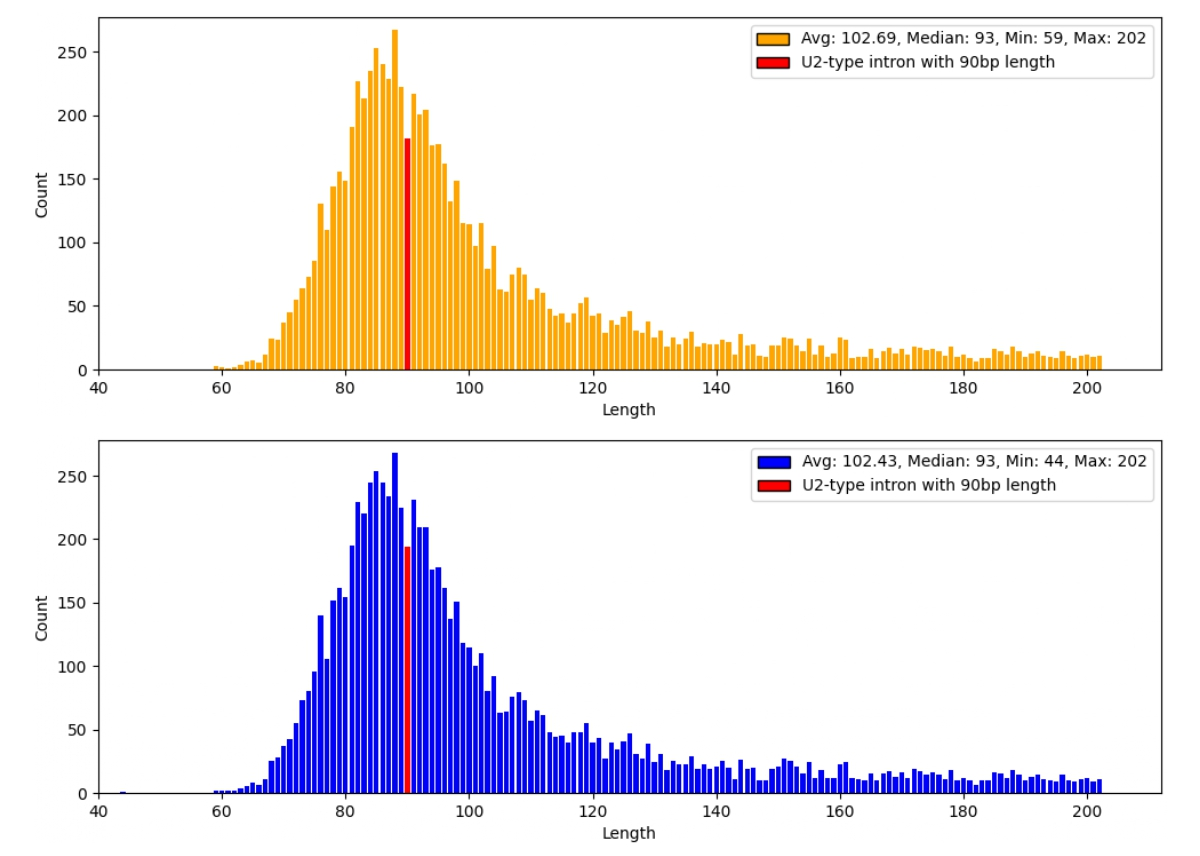 250
200
150
100
50
0
Count
Avg: 102.69, Median: 93, Min: 59, Max: 202
U2-type intron with 90bp length
40 60 80 100 120 140 160 180 200
Length
250
200
150
100
50
0
Count
Avg: 102.43, Median: 93, Min: 44, Max: 202
U2-type intron with 90bp length
40 60 80 100 120 140 160 180 200
Length